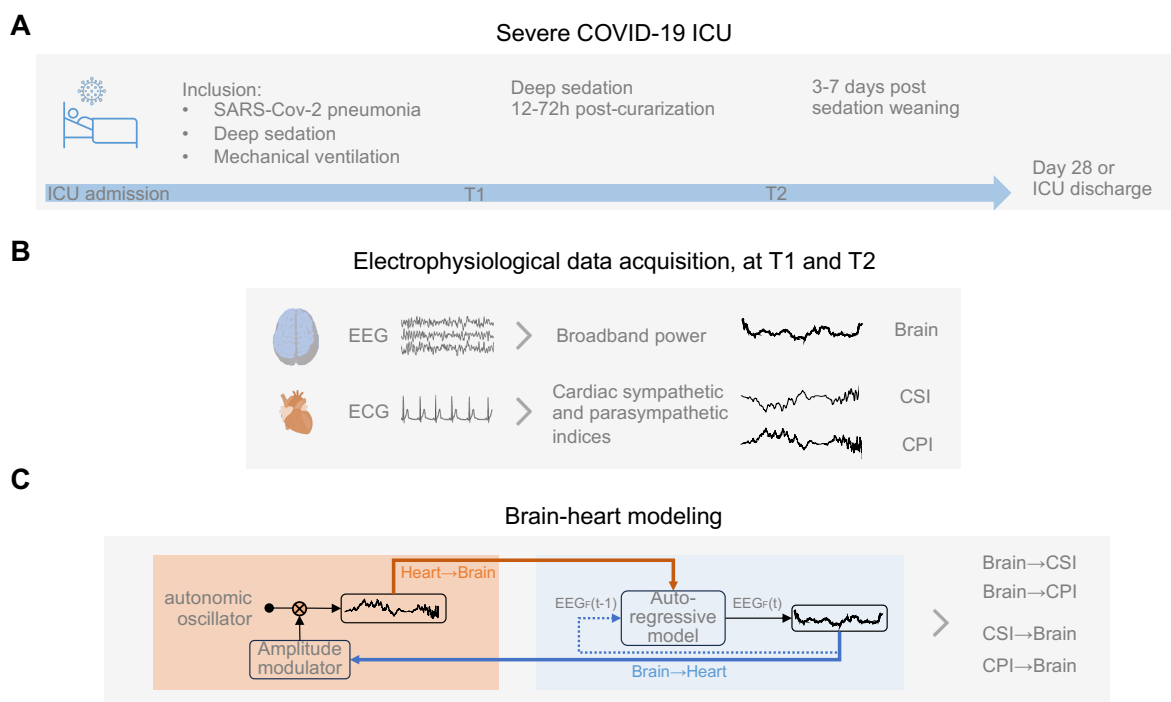 A
Severe COVID-19 ICU
Inclusion:
• SARS-Cov-2 pneumonia
• Deep sedation
• Mechanical ventilation
Deep sedation
12-72h post-curarization
3-7 days post
sedation weaning
ICU admission
T1
T2
Day 28 or
ICU discharge
B
Electrophysiological data acquisition, at T1 and T2
EEG
Broadband power
Brain
ECG
Cardiac sympathetic
and parasympathetic
indices
CSI
CPI
C
Brain-heart modeling
Heart→Brain
autonomic
oscillator
Amplitude
modulator
EEGF(t-1)
Auto-
regressive
model
EEGF(t)
Brain→Heart
Brain→CSI
Brain→CPI
CSI→Brain
CPI→Brain